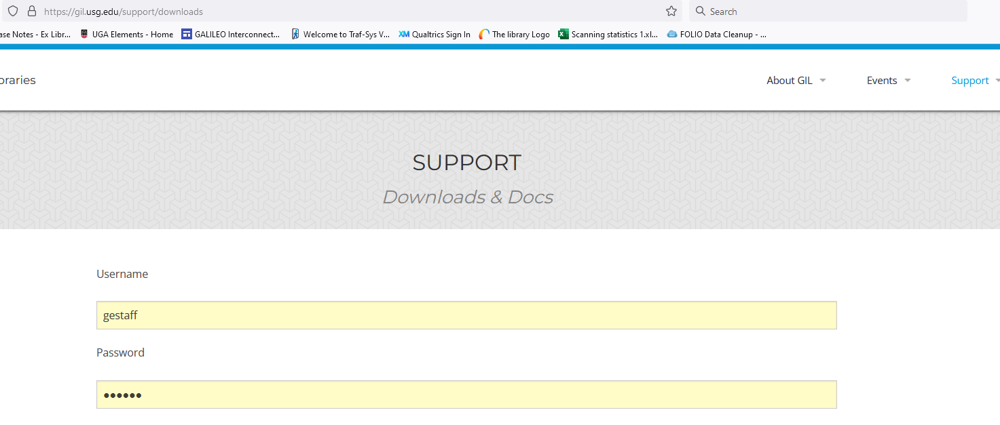 https://gil.usg.edu/support/downloads
Search
ase Notes - Ex Libr...
UGA Elements - Home
GALILEO Interconnect...
Welcome to Traf-Sys V...
XM Qualtrics Sign In
The library Logo
Scanning statistics 1.xl...
FOLIO Data Cleanup - ...
braries
About GIL
Events
Support
SUPPORT
Downloads & Docs
Username
gestaff
Password
••••••